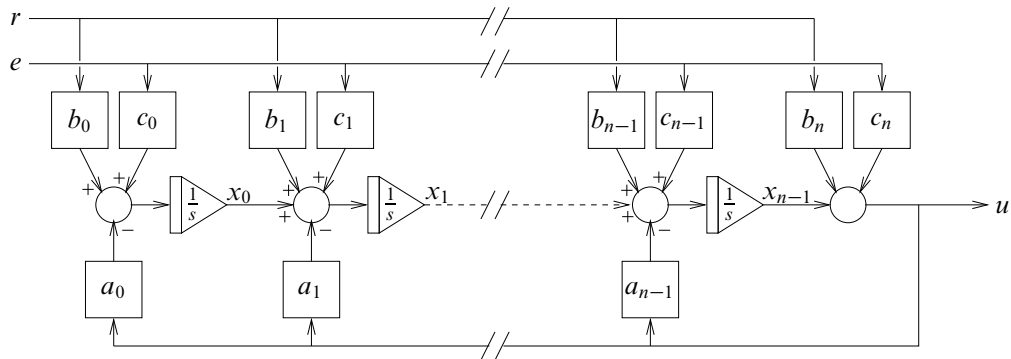 r
e
b₀ c₀ b₁ c₁ bₙ₋₁ cₙ₋₁ bₙ cₙ
+ + + + + +
1/s x₀ 1/s x₁ 1/s xₙ₋₁ u
+ +
− − −
a₀ a₁ aₙ₋₁